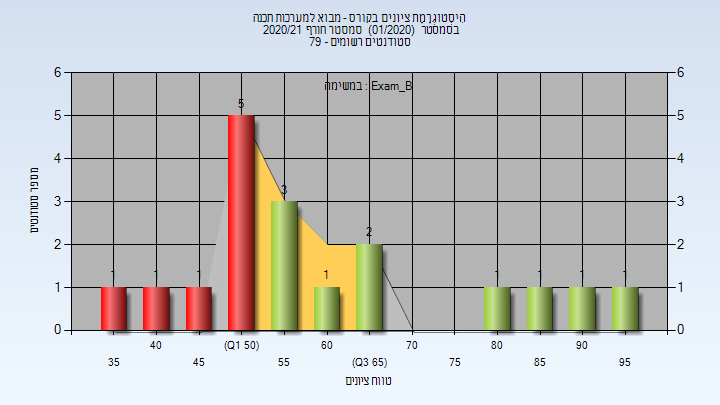 היסטוגרמת ציונים בקורס - מבוא למערכות תכנה
בסמסטר (01/2020) סמסטר חורף 2020/21
סטודנטים רשומים - 79
במשימה : Exam_B
מספר סטודנטים
6 6
5 5
4 4
3 3
2 2
1 1
0 0
1 1 1 5 3 1 2 1 1 1 1
35 40 45 (Q1 50) 55 60 (Q3 65) 70 75 80 85 90 95
טווח ציונים